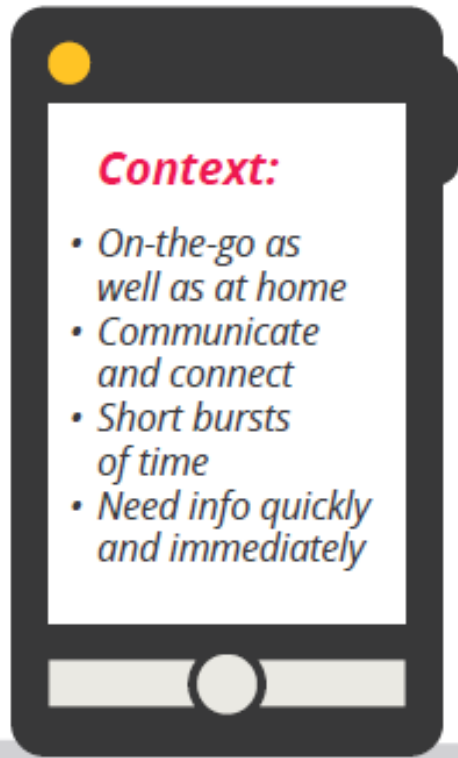 Context:
• On-the-go as
well as at home
• Communicate
and connect
• Short bursts
of time
• Need info quickly
and immediately